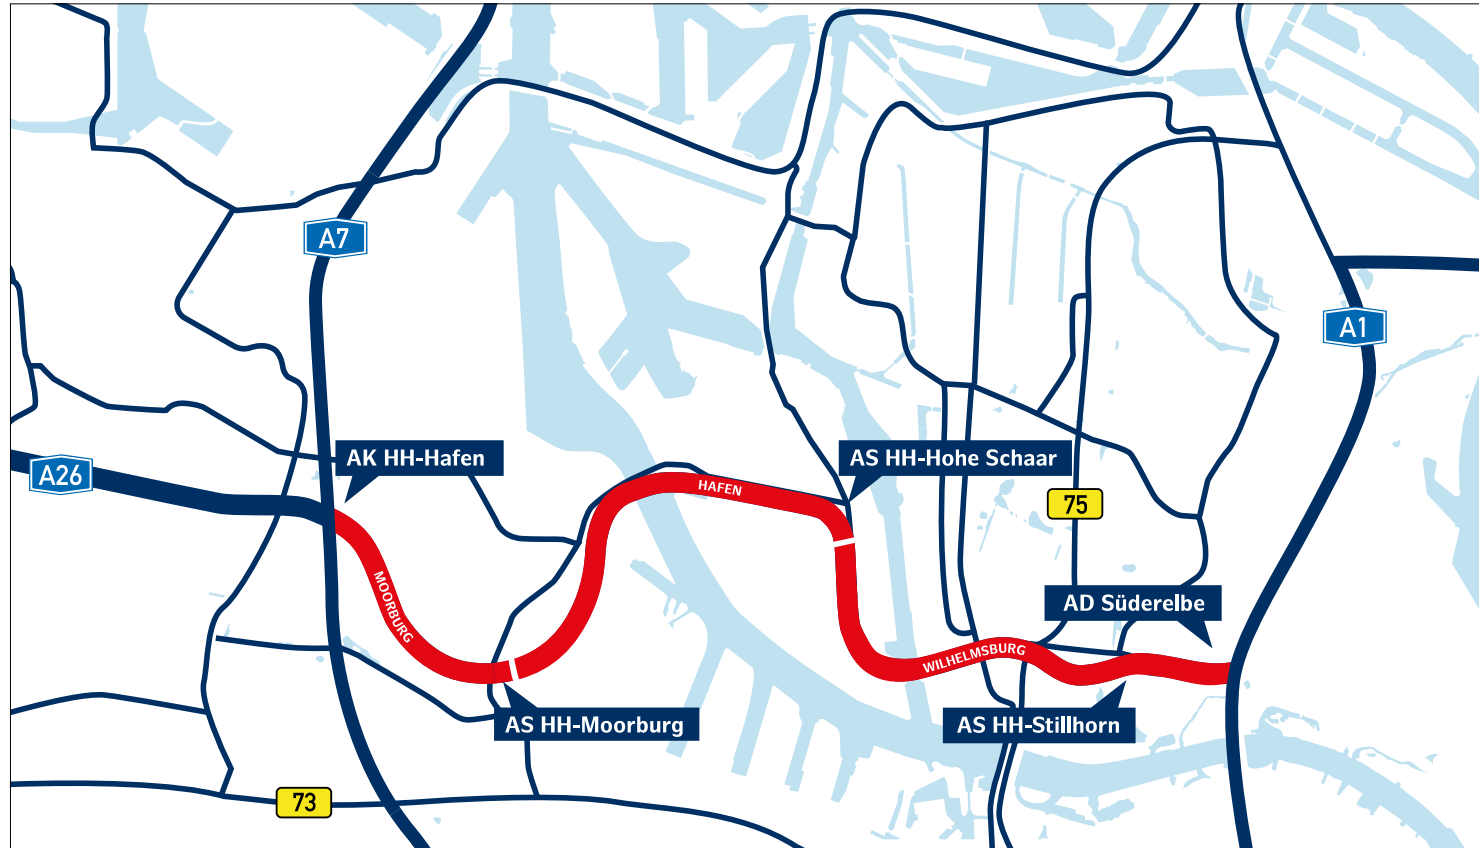 A7
A1
AK HH-Hafen
AS HH-Hohe Schaar
A26
HAFEN
75
MOORBURG
AD Süderelbe
WILHELMSBURG
AS HH-Moorburg
AS HH-Stillhorn
73